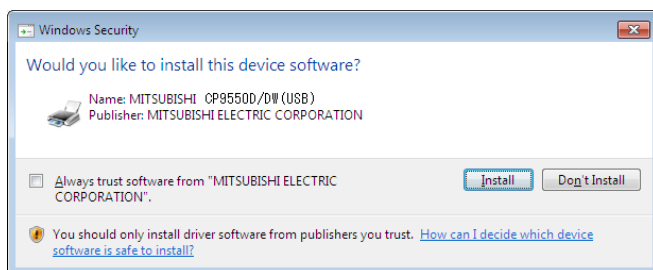 Windows Security
Would you like to install this device software?
Name: MITSUBISHI CP9550D/DW(USB)
Publisher: MITSUBISHI ELECTRIC CORPORATION
Always trust software from "MITSUBISHI ELECTRIC
CORPORATION".
Install
Don't Install
You should only install driver software from publishers you trust. How can I decide which device
software is safe to install?